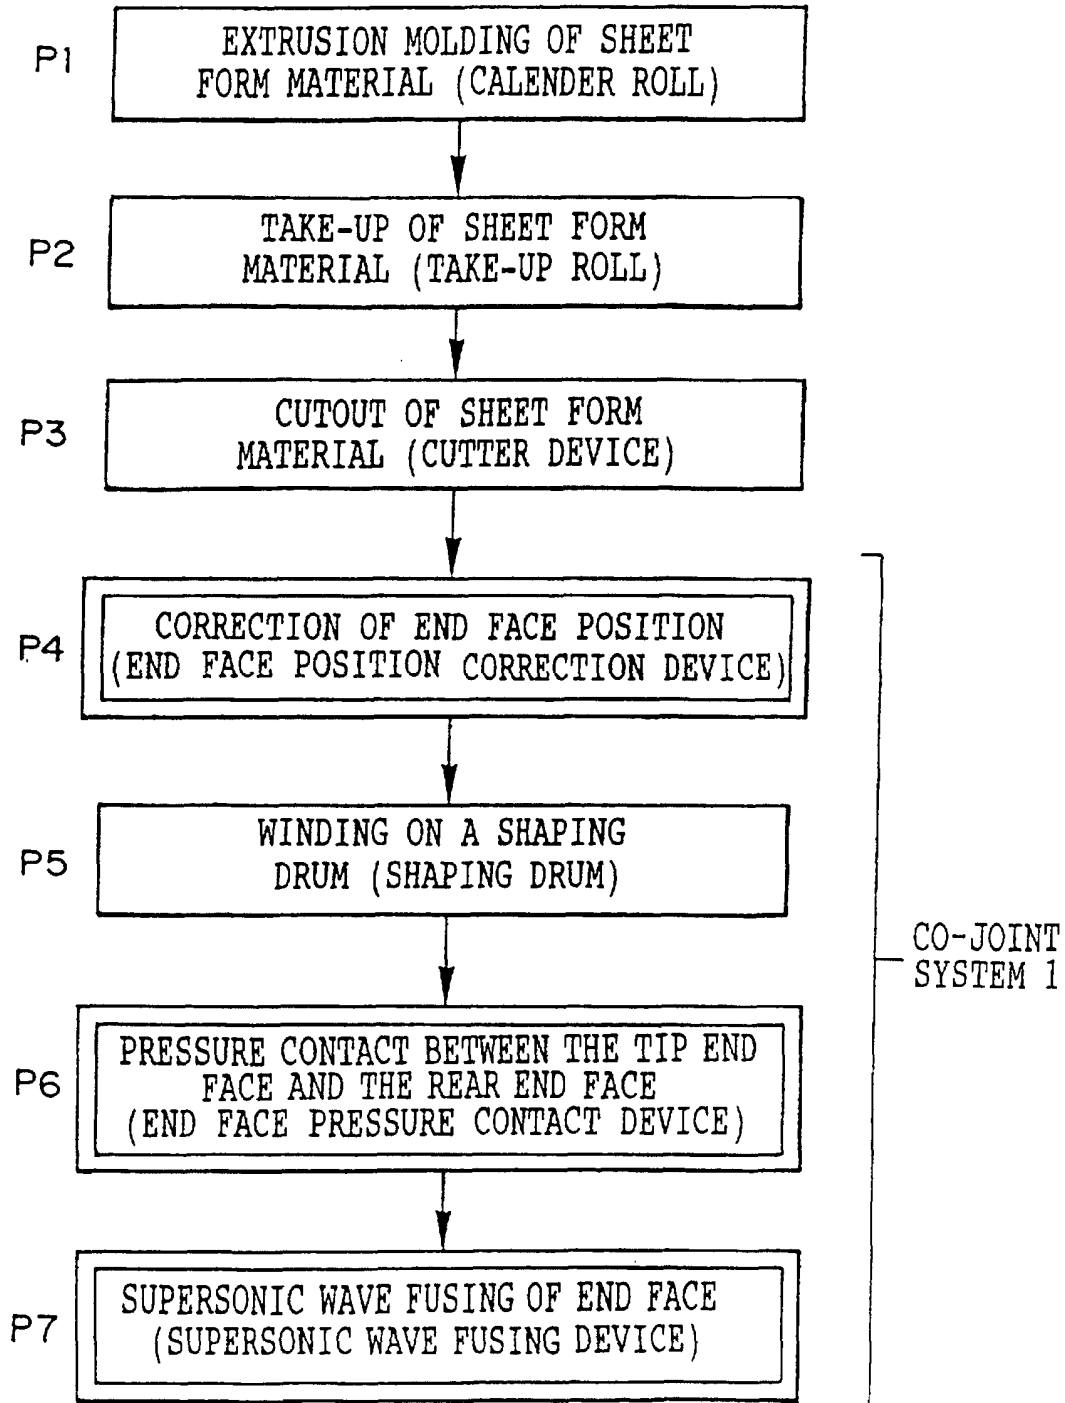 P1
EXTRUSION MOLDING OF SHEET
FORM MATERIAL (CALENDER ROLL)
P2
TAKE-UP OF SHEET FORM
MATERIAL (TAKE-UP ROLL)
P3
CUTOUT OF SHEET FORM
MATERIAL (CUTTER DEVICE)
P4
CORRECTION OF END FACE POSITION
(END FACE POSITION CORRECTION DEVICE)
P5
WINDING ON A SHAPING
DRUM (SHAPING DRUM)
CO-JOINT
SYSTEM 1
P6
PRESSURE CONTACT BETWEEN THE TIP END
FACE AND THE REAR END FACE
(END FACE PRESSURE CONTACT DEVICE)
P7
SUPERSONIC WAVE FUSING OF END FACE
(SUPERSONIC WAVE FUSING DEVICE)